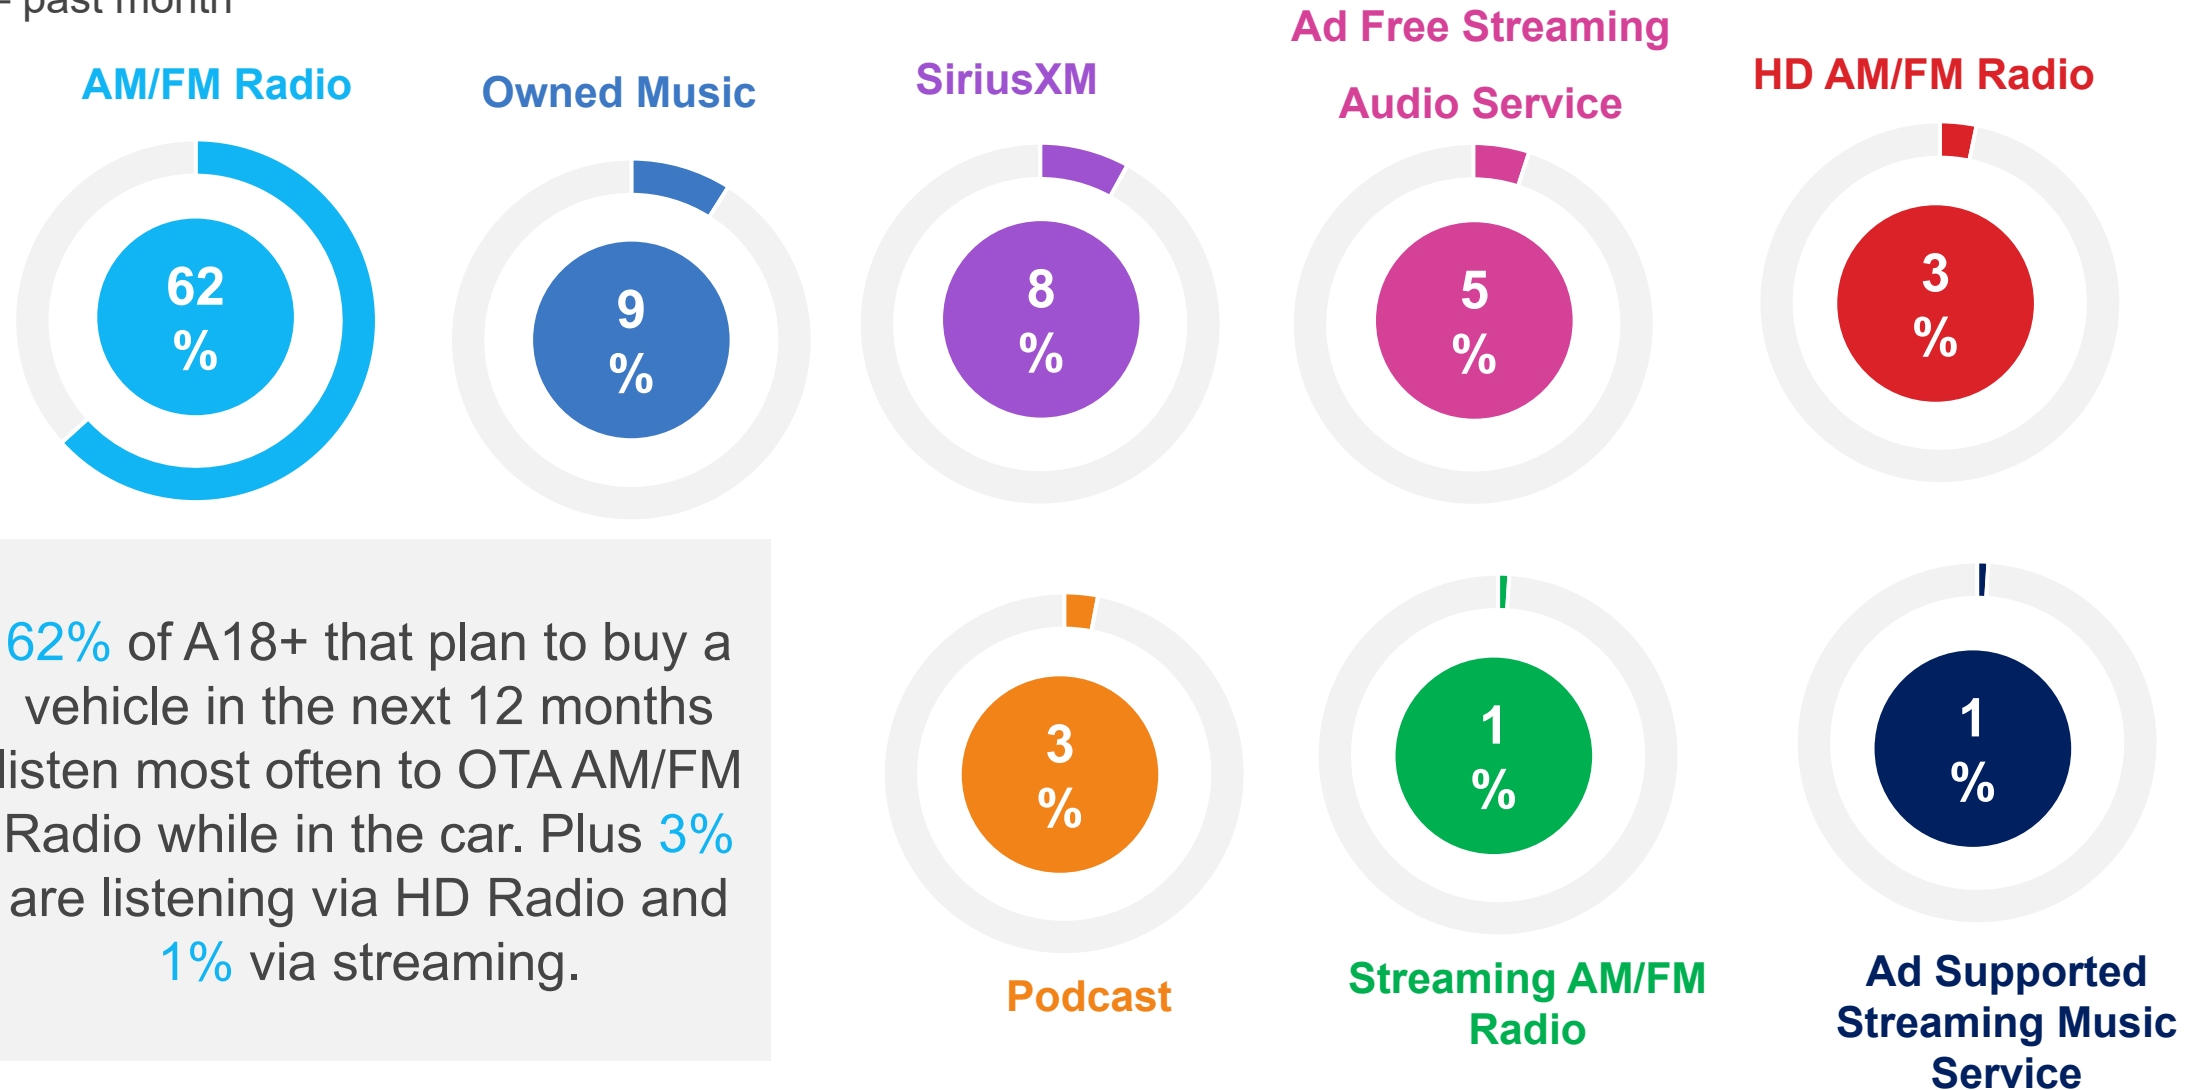 - past month
AM/FM Radio
Owned Music
SiriusXM
Ad Free Streaming
Audio Service
HD AM/FM Radio
62
%
9
%
8
%
5
%
3
%
62% of A18+ that plan to buy a
vehicle in the next 12 months
listen most often to OTA AM/FM
Radio while in the car. Plus 3%
are listening via HD Radio and
1% via streaming.
3
%
Podcast
1
%
Streaming AM/FM
Radio
1
%
Ad Supported
Streaming Music
Service